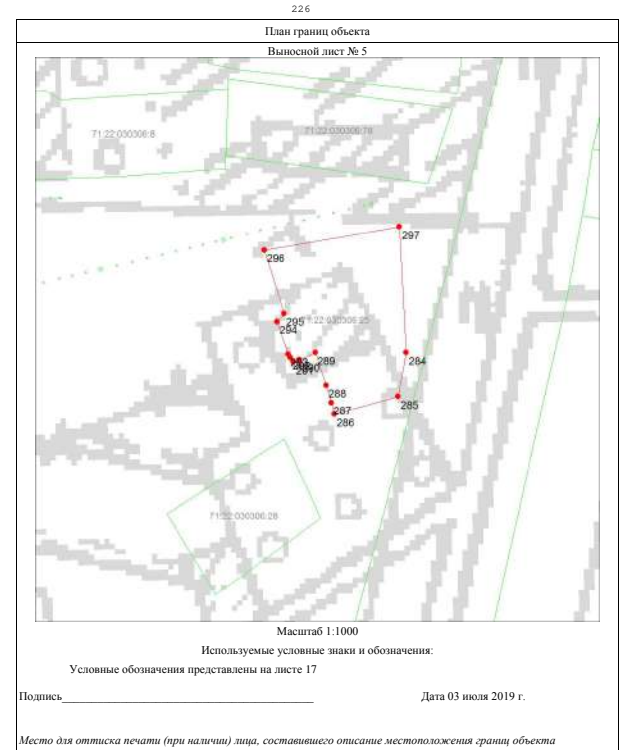 226
План границ объекта
Выносной лист № 5
71:22:030306:8
71:22:030306:76
297
296
295
71:22:030306:25
294
289
284
288
285
287
286
71:22:030306:28
Масштаб 1:1000
Используемые условные знаки и обозначения:
Условные обозначения представлены на листе 17
Подпись____________________ Дата 03 июля 2019 г.
Место для оттиска печати (при наличии) лица, составившего описание местоположения границ объекта